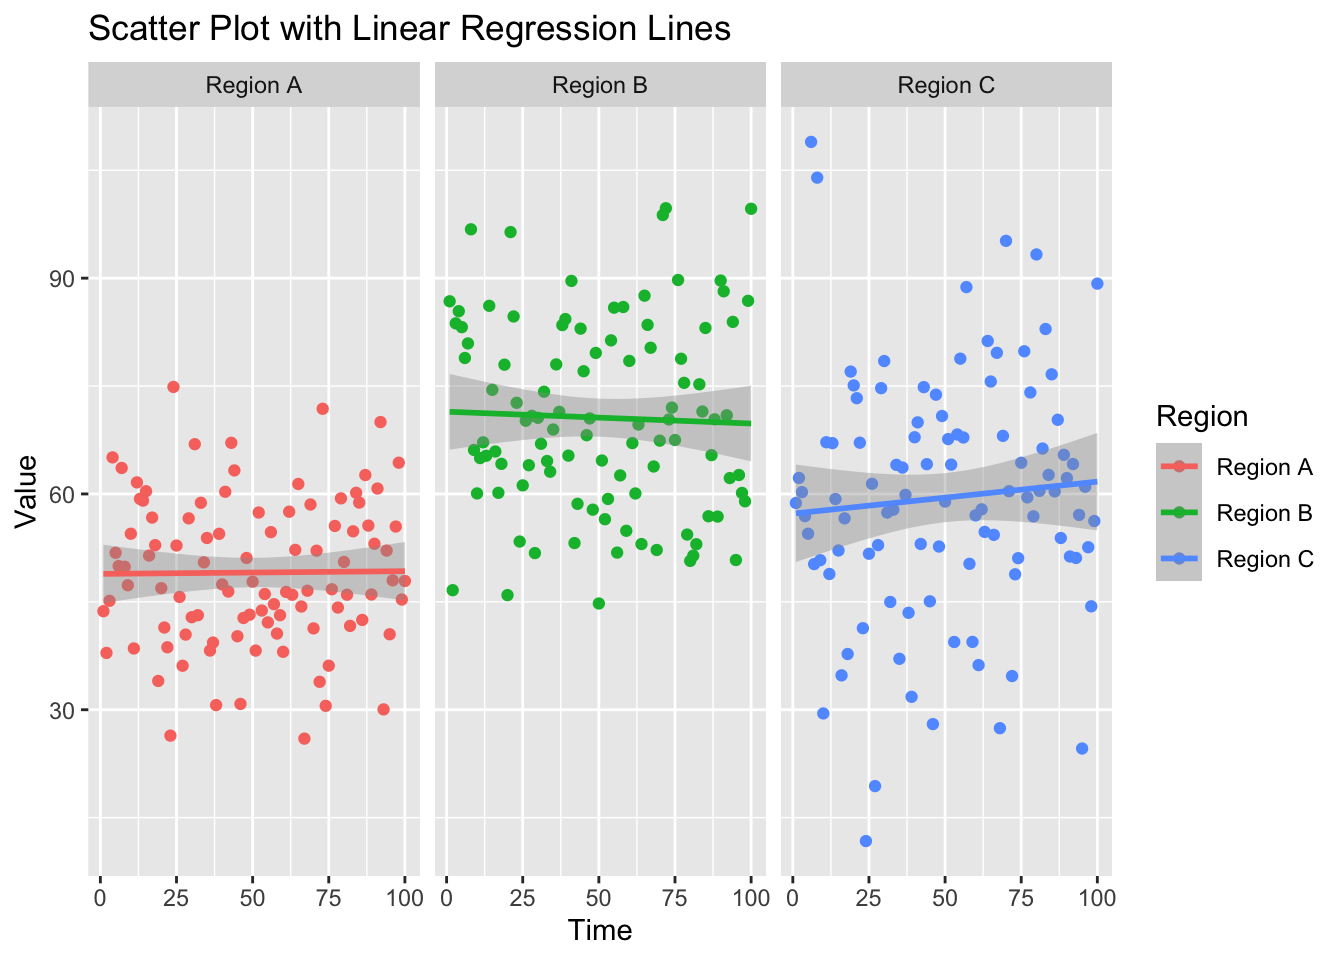 Scatter Plot with Linear Regression Lines
Region A
Region B
Region C
90
60
30
Value
0 25 50 75 100
0 25 50 75 100
0 25 50 75 100
Time
Region
Region A
Region B
Region C